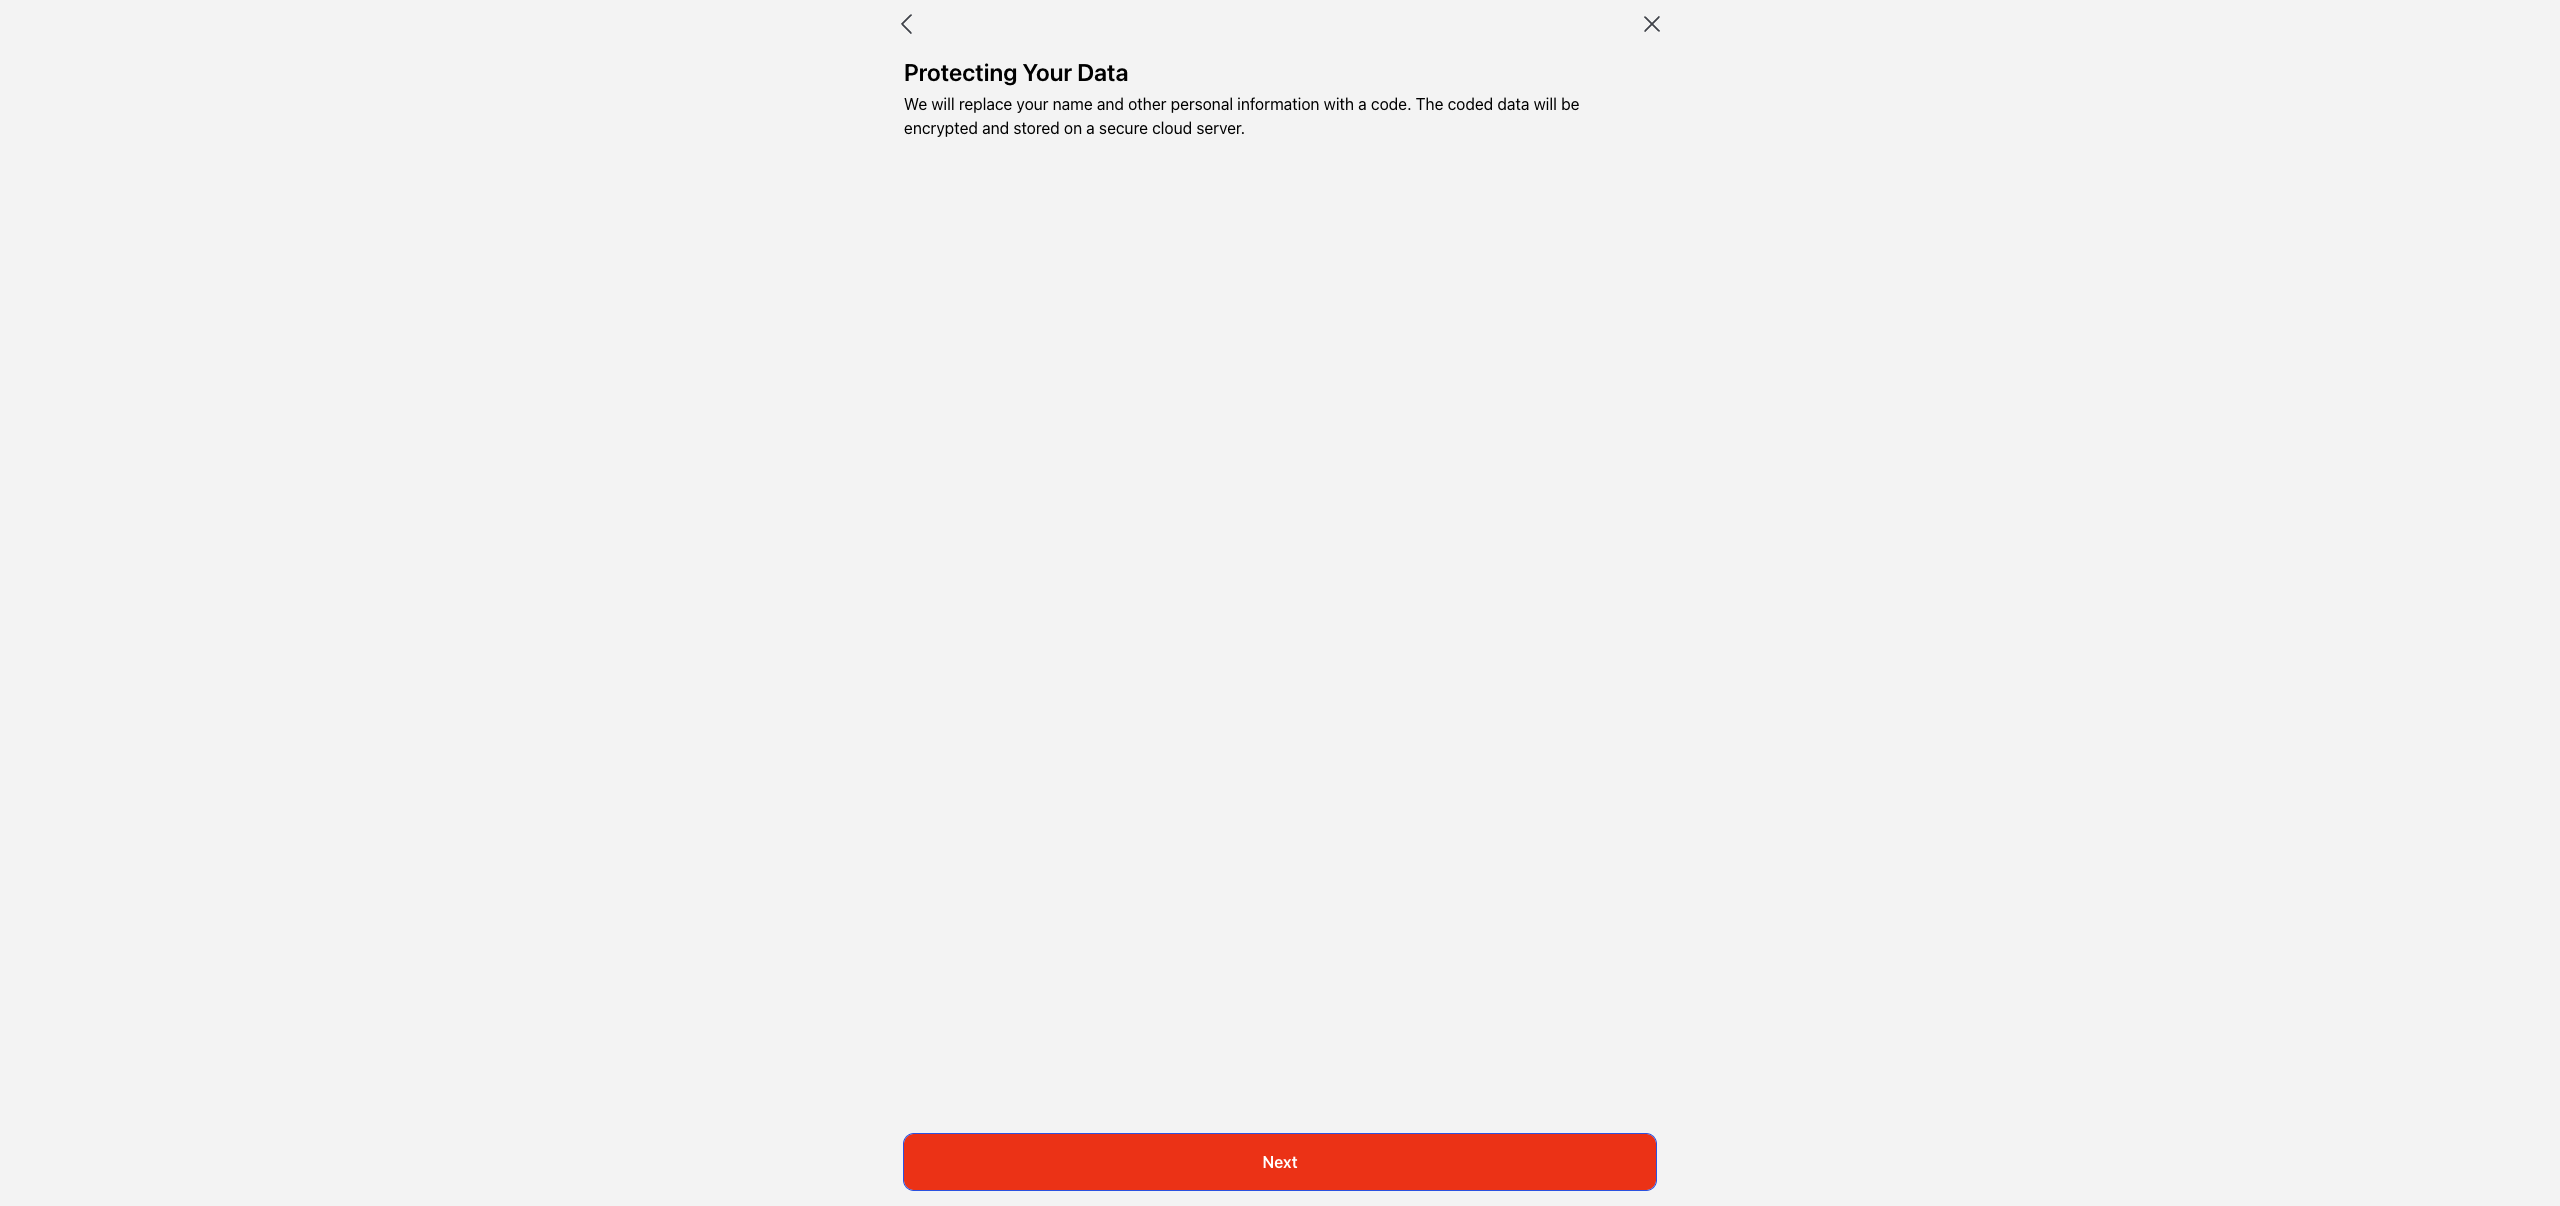 Protecting Your Data
We will replace your name and other personal information with a code. The coded data will be
encrypted and stored on a secure cloud server.
Next